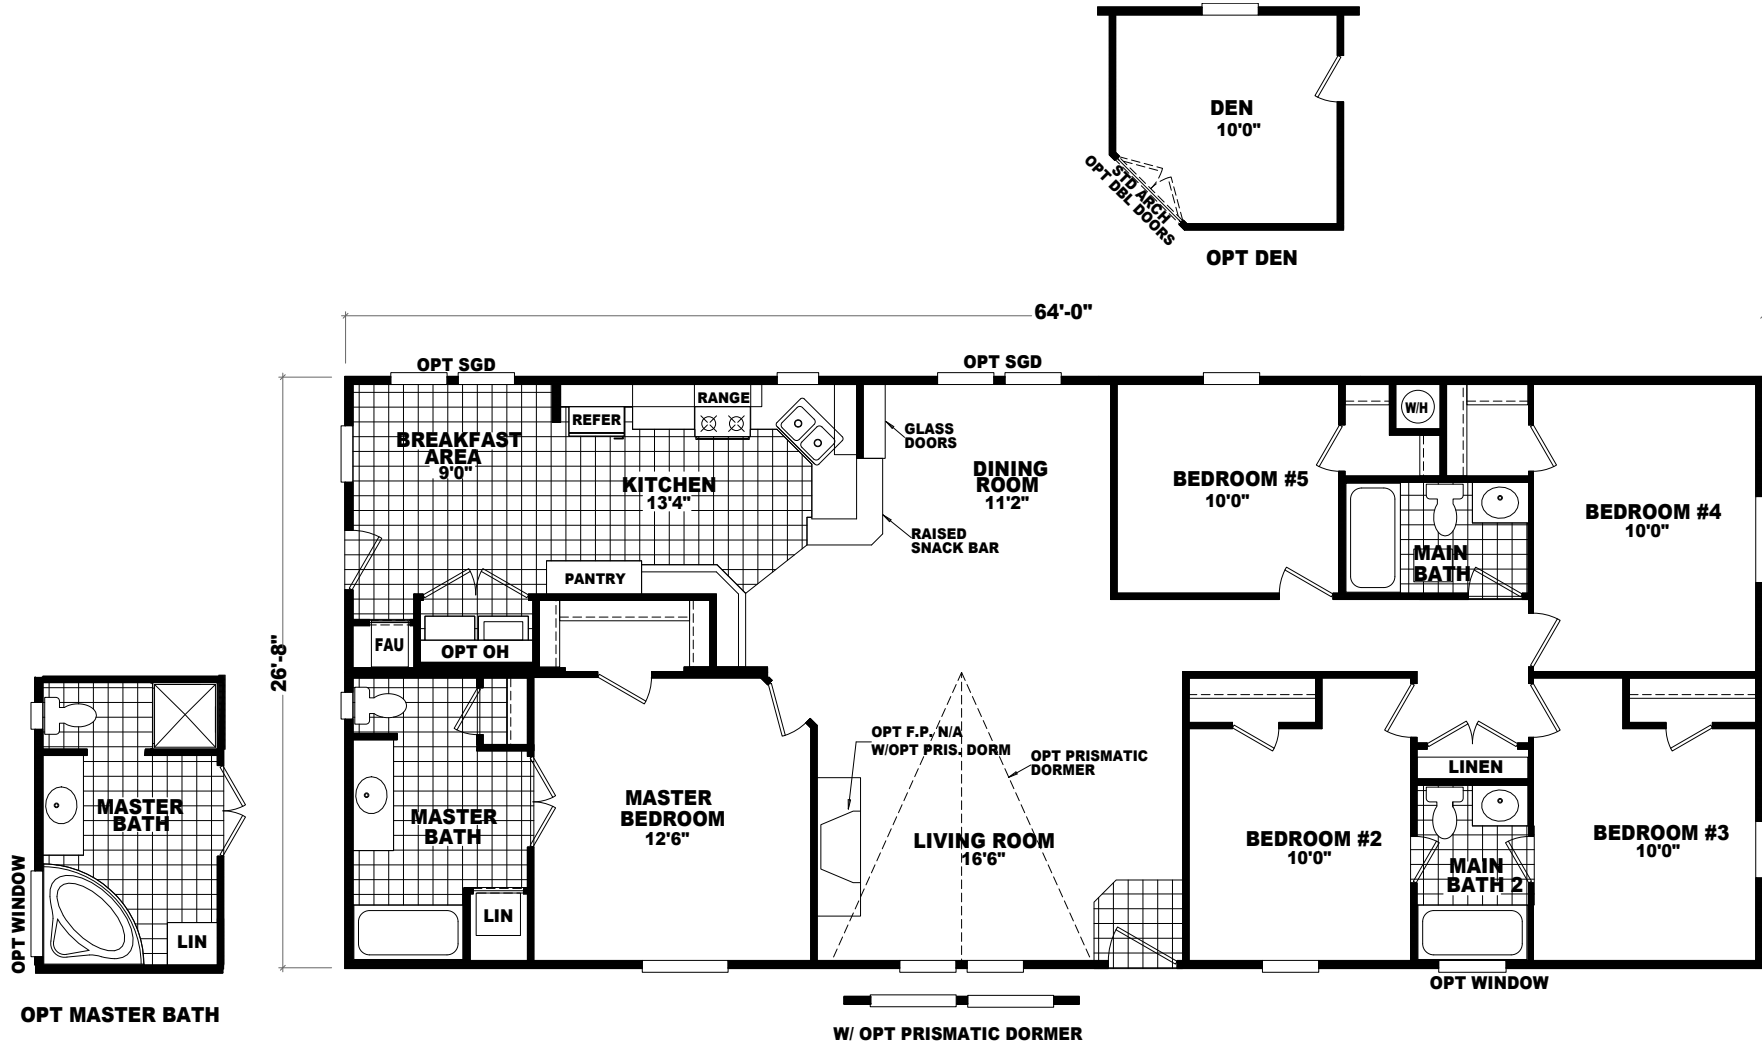 DEN
10'0"
STD ARCH
OPT DBL DOORS
OPT DEN
64'-0"
OPT SGD
OPT SGD
RANGE
REFER
W/H
GLASS
DOORS
BREAKFAST
AREA
9'0"
KITCHEN
13'4"
DINING
ROOM
11'2"
BEDROOM #5
10'0"
BEDROOM #4
10'0"
RAISED
SNACK BAR
MAIN
BATH
PANTRY
FAU
OPT OH
26'-8"
OPT F.P. N/A
W/OPT PRIS. DORM
OPT PRISMATIC
DORMER
LINEN
MASTER
BATH
MASTER
BATH
MASTER
BEDROOM
12'6"
LIVING ROOM
16'6"
BEDROOM #2
10'0"
MAIN
BATH 2
BEDROOM #3
10'0"
OPT WINDOW
LIN
LIN
OPT WINDOW
OPT MASTER BATH
W/ OPT PRISMATIC DORMER